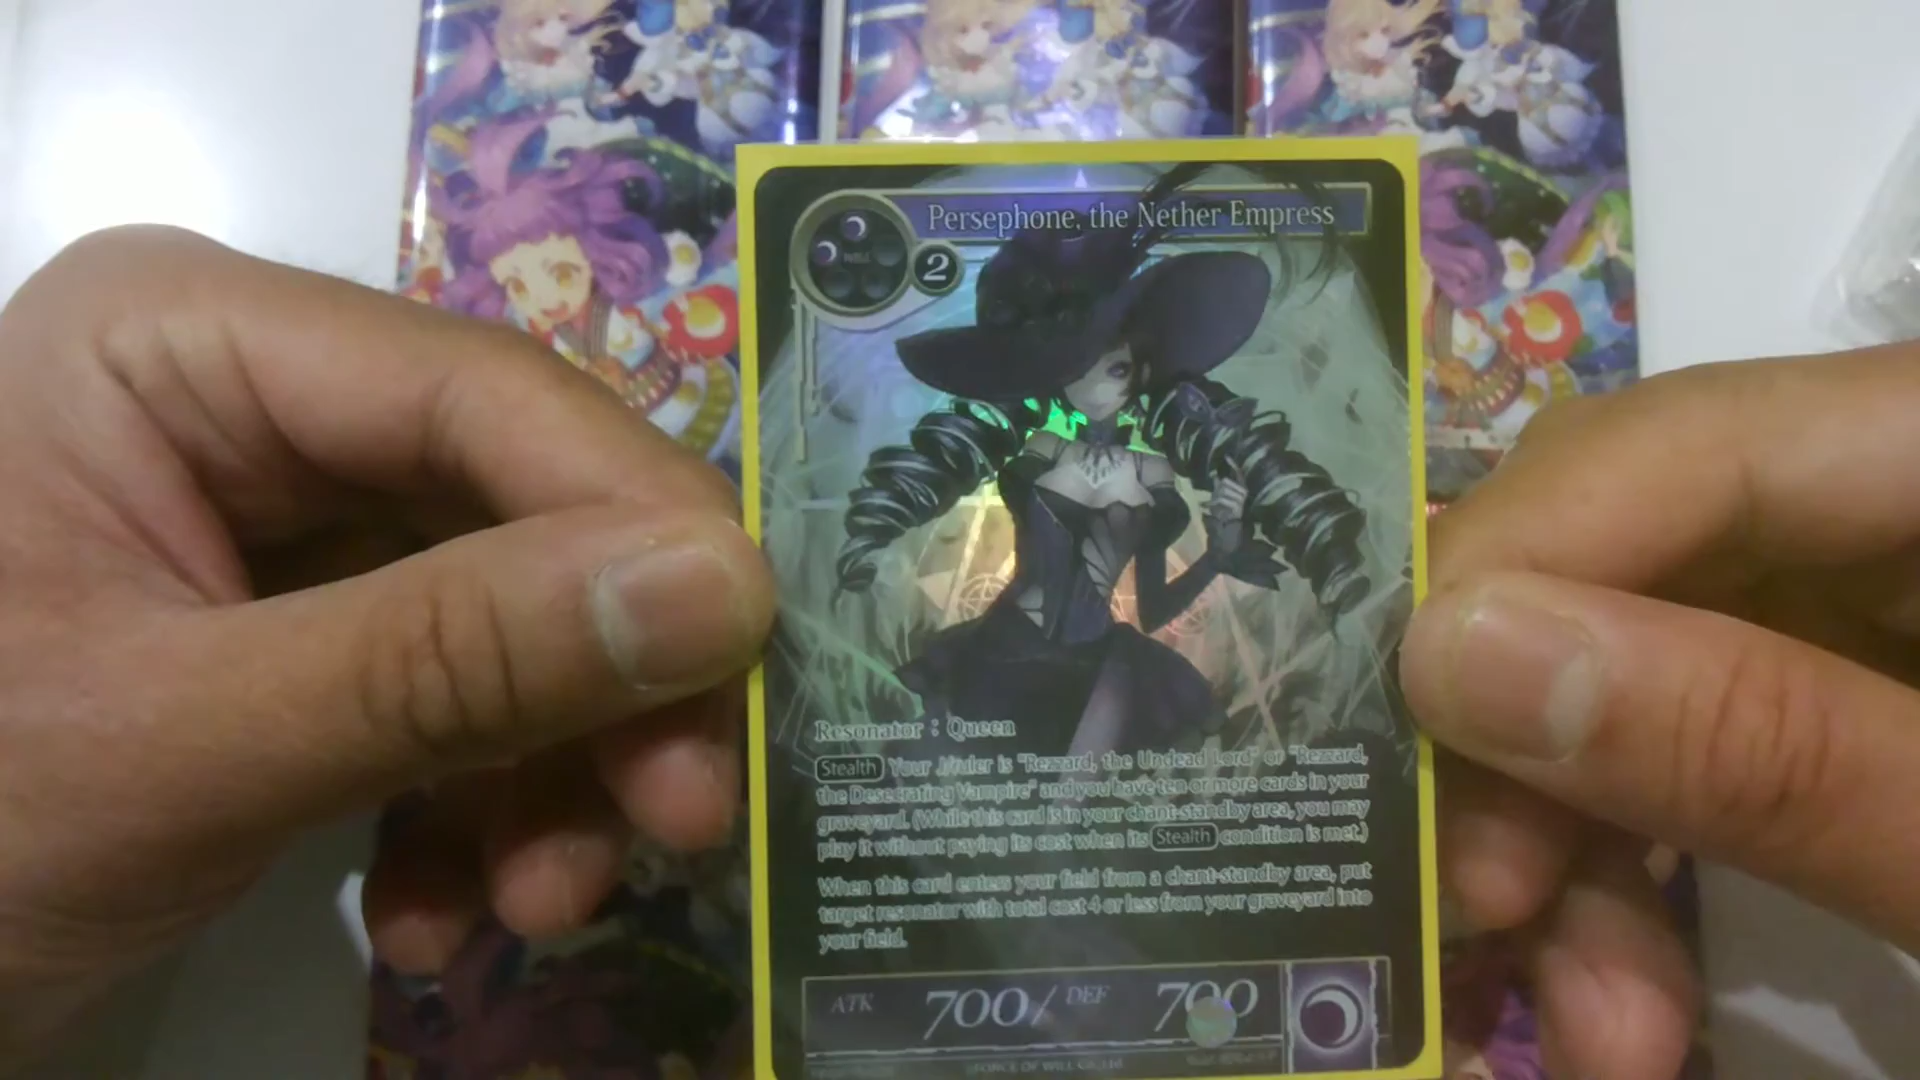 Persephone, the Nether Empress
WILL
2
Resonator : Queen
Stealth Your J/ruler is "Rezzard, the Undead Lord" or "Rezzard,
the Desecrating Vampire" and you have ten or more cards in your
graveyard. (While this card is in your chant-standby area, you may
play it without paying its cost when its Stealth condition is met.)
When this card enters your field from a chant-standby area, put
target resonator with total cost 4 or less from your graveyard into
your field.
ATK 700/ DEF 700
FORCE OF WILL